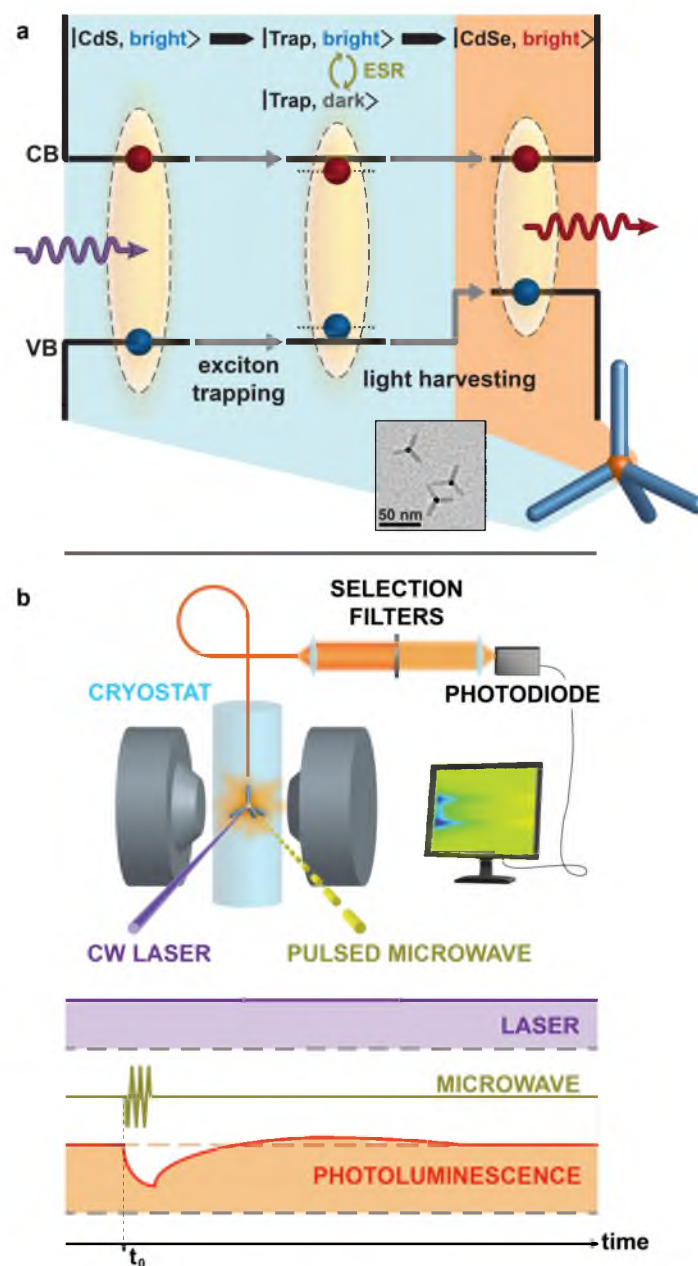 a
|CdS, bright⟩ |Trap, bright⟩ |CdSe, bright⟩
ESR
|Trap, dark⟩
CB
VB
exciton
trapping
light harvesting
50 nm
b
SELECTION
FILTERS
PHOTODIODE
CRYOSTAT
CW LASER
PULSED MICROWAVE
LASER
MICROWAVE
PHOTOLUMINESCENCE
time
t₀